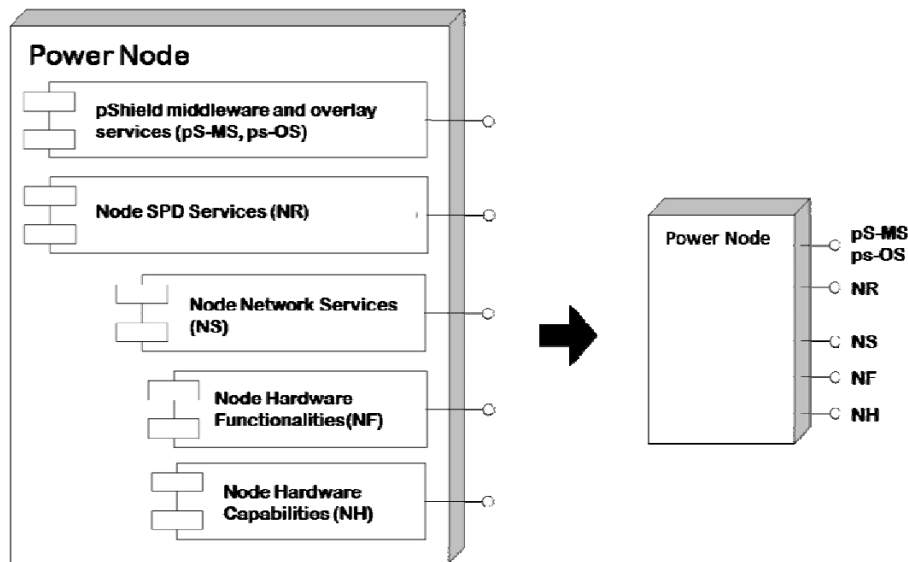 Power Node
pShield middleware and overlay
services (pS-MS, ps-OS)
Node SPD Services (NR)
Node Network Services
(NS)
Node Hardware
Functionalities(NF)
Node Hardware
Capabilities (NH)
Power Node
pS-MS
ps-OS
NR
NS
NF
NH